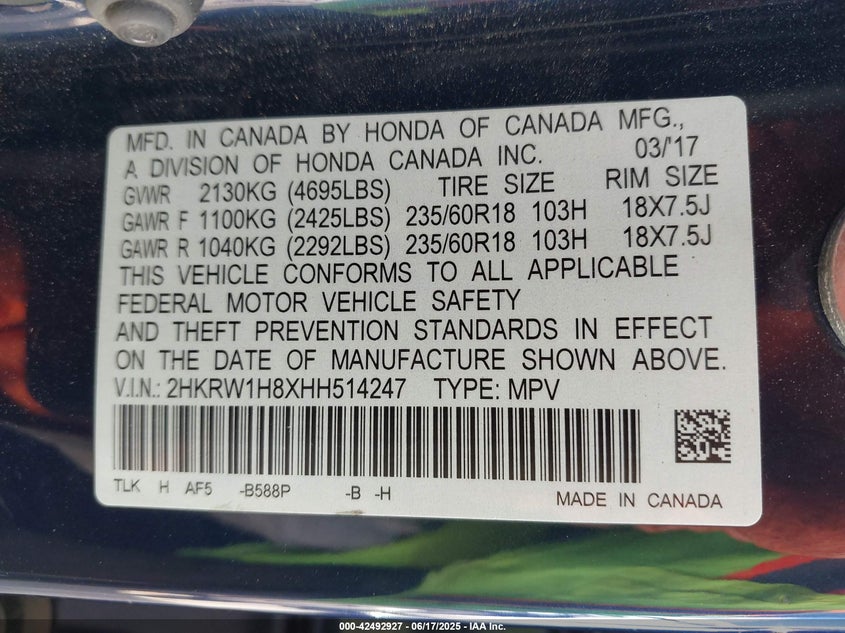 MFD. IN CANADA BY HONDA OF CANADA MFG.,
A DIVISION OF HONDA CANADA INC. 03/'17
GVWR 2130KG (4695LBS) TIRE SIZE RIM SIZE
GAWR F 1100KG (2425LBS) 235/60R18 103H 18X7.5J
GAWR R 1040KG (2292LBS) 235/60R18 103H 18X7.5J
THIS VEHICLE CONFORMS TO ALL APPLICABLE
FEDERAL MOTOR VEHICLE SAFETY
AND THEFT PREVENTION STANDARDS IN EFFECT
ON THE DATE OF MANUFACTURE SHOWN ABOVE.
V.I.N.: 2HKRW1H8XHH514247 TYPE: MPV
TLK H AF5 -B588P -B -H
MADE IN CANADA
000-42492927 - 06/17/2025 - IAA Inc.